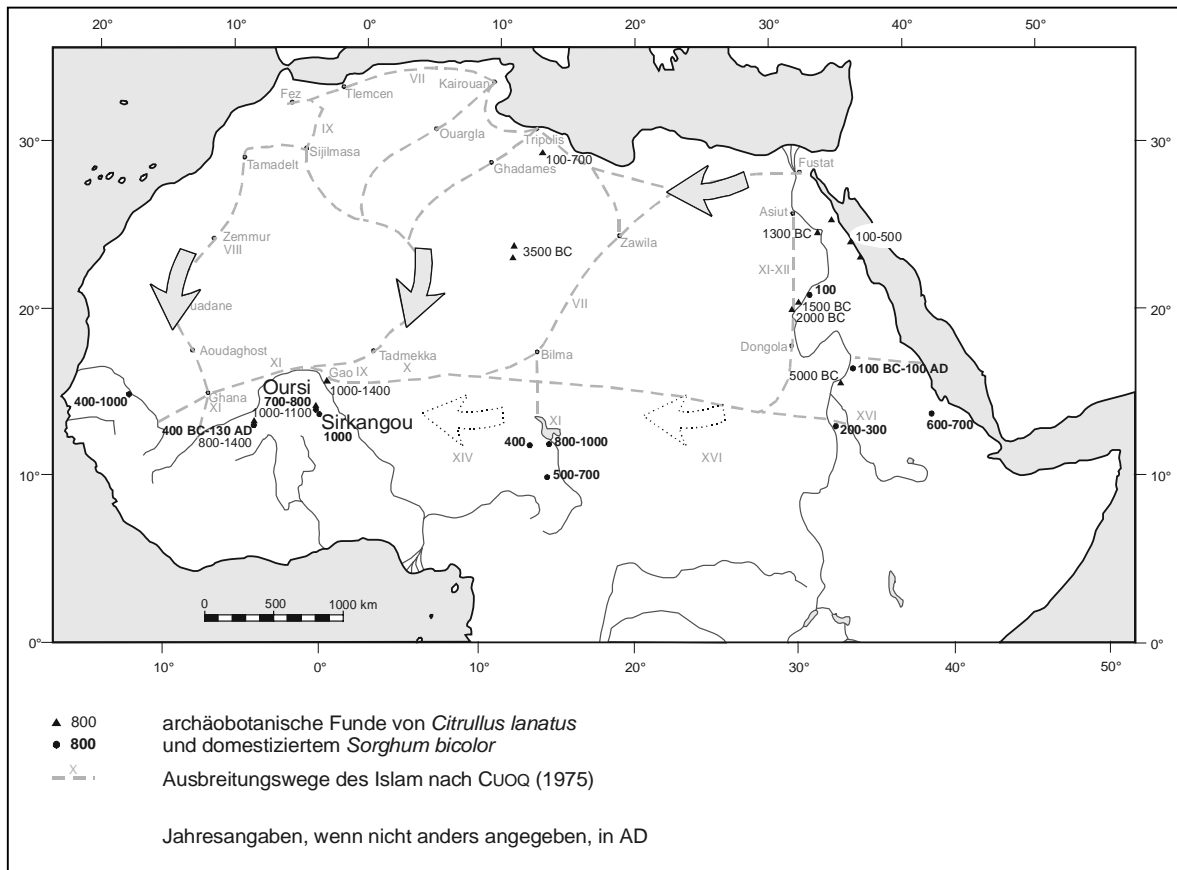 20° 10° 0° 10° 20° 30° 40° 50°
VII
Kairouan
Fez
Tlemcen
IX
Ouargla
30°
30°
Tripolis
Sijilmasa
100-700
Tamadelt
Ghadames
Fustat
Asiut
Zemmur
VIII
3500 BC
Zawila
1300 BC
100-500
XI-XII
100
uadane
20°
VII
1500 BC
2000 BC
20°
Aoudaghost
Tadmekka
Bilma
Dongola
XI
X
Gao IX
5000 BC
100 BC-100 AD
Oursi
1000-1400
Ghana
XI
400-1000
700-800
1000-1100
Sirkangou
XI
XVI
400 BC-130 AD
1000
400
800-1000
200-300
600-700
800-1400
XIV
XVI
10°
500-700
10°
0 500 1000 km
0°
0°
10° 0° 10° 20° 30° 40° 50°
800 archäobotanische Funde von Citrullus lanatus
800 und domestiziertem Sorghum bicolor
X Ausbreitungswege des Islam nach CUOQ (1975)
Jahresangaben, wenn nicht anders angegeben, in AD